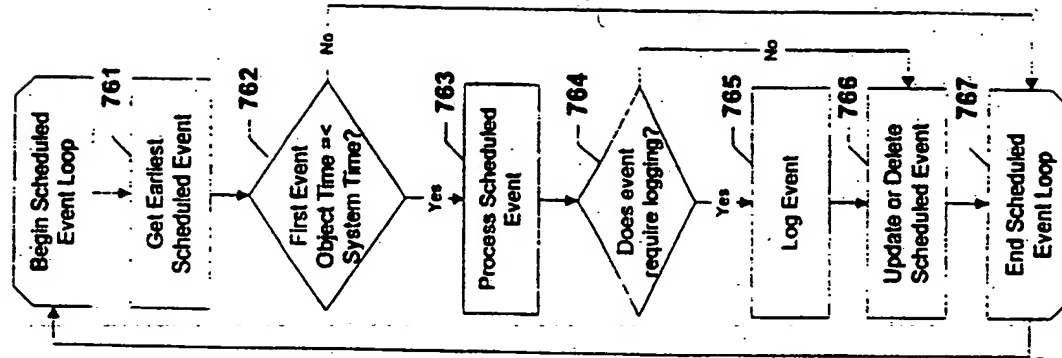 Begin Scheduled
Event Loop
761
Get Earliest
Scheduled Event
762
First Event
Object Time =<
System Time?
No
Yes
763
Process Scheduled
Event
764
Does event
require logging?
No
Yes
765
Log Event
766
Update or Delete
Scheduled Event
767
End Scheduled
Event Loop